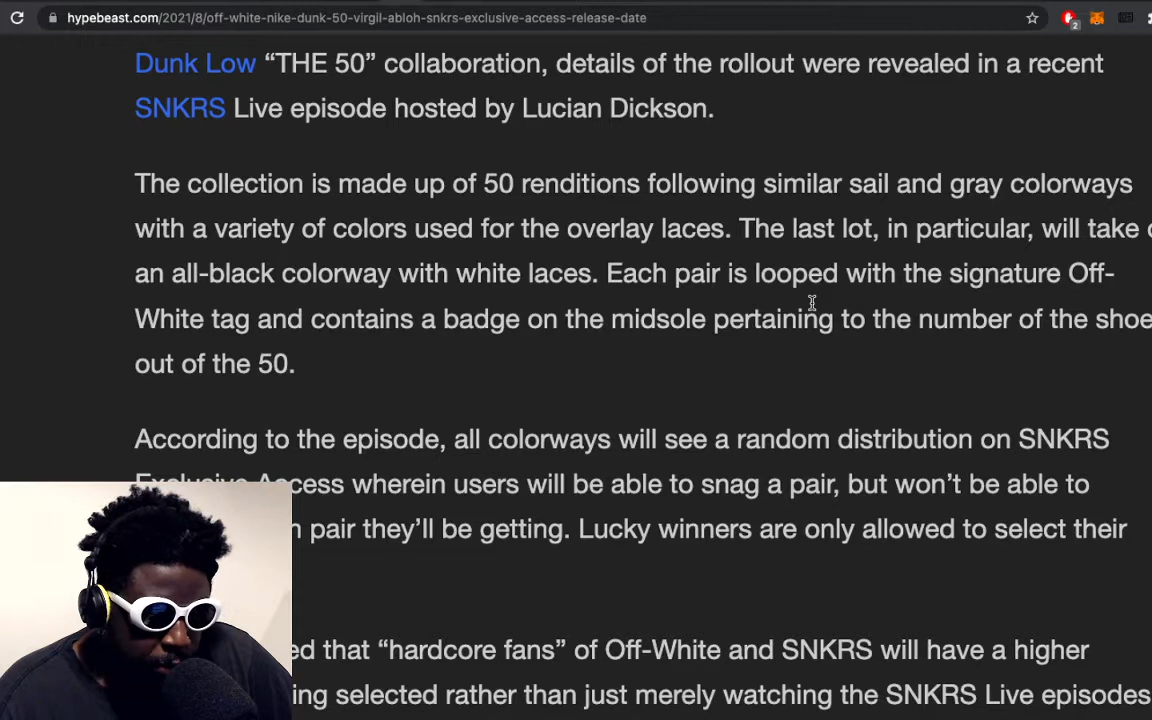 hypebeast.com/2021/8/off-white-nike-dunk-50-virgil-abloh-snkrs-exclusive-access-release-date
2
Dunk Low “THE 50” collaboration, details of the rollout were revealed in a recent
SNKRS Live episode hosted by Lucian Dickson.
The collection is made up of 50 renditions following similar sail and gray colorways
with a variety of colors used for the overlay laces. The last lot, in particular, will take
an all-black colorway with white laces. Each pair is looped with the signature Off-
White tag and contains a badge on the midsole pertaining to the number of the shoe
out of the 50.
According to the episode, all colorways will see a random distribution on SNKRS
Exclusive Access wherein users will be able to snag a pair, but won’t be able to
pair they’ll be getting. Lucky winners are only allowed to select their
that “hardcore fans” of Off-White and SNKRS will have a higher
selected rather than just merely watching the SNKRS Live episodes